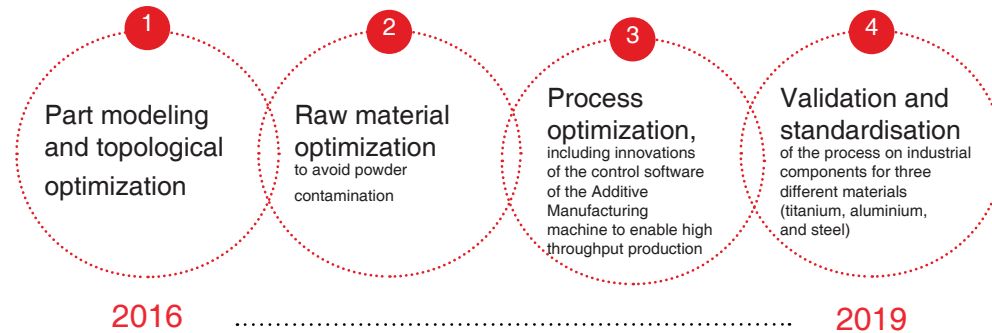 1
Part modeling
and topological
optimization
2
Raw material
optimization
to avoid powder
contamination
3
Process
optimization,
including innovations
of the control software
of the Additive
Manufacturing
machine to enable high
throughput production
4
Validation and
standardisation
of the process on industrial
components for three
different materials
(titanium, aluminium,
and steel)
2016
2019